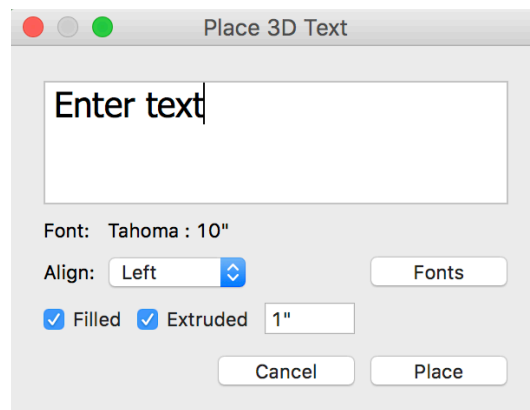 Place 3D Text
Enter text
Font: Tahoma : 10"
Align: Left Fonts
Filled Extruded 1"
Cancel Place